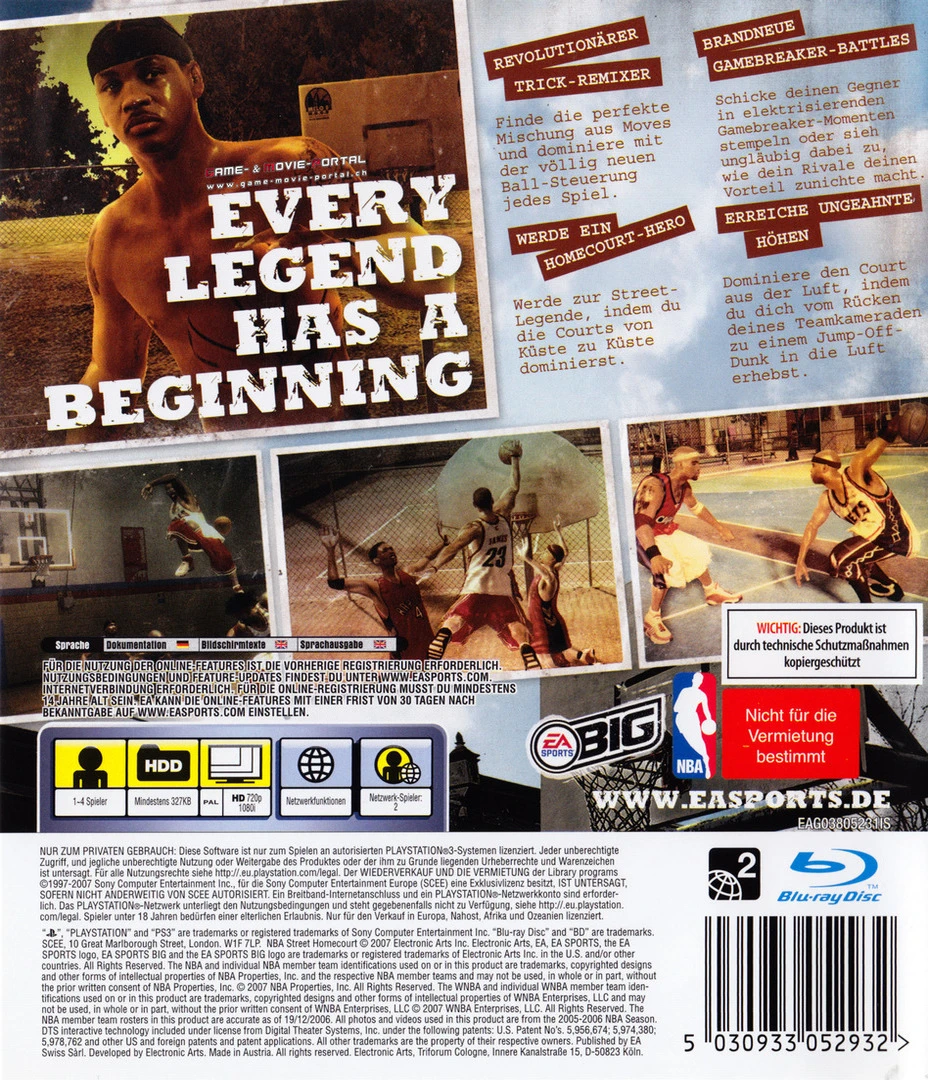 GAME- & MOVIE-PORTAL
www.game-movie-portal.ch
EVERY
LEGEND
HAS A
BEGINNING
REVOLUTIONÄRER
TRICK-REMIXER
Finde die perfekte
Mischung aus Moves
und dominiere mit
der völlig neuen
Ball-Steuerung
jedes Spiel.
BRANDNEUE
GAMEBREAKER-BATTLES
Schicke deinen Gegner
in elektrisierenden
Gamebreaker-Momenten
stempeln oder sieh
ungläubig dabei zu,
wie dein Rivale deinen
Vorteil zunichte macht.
WERDE EIN
HOMECOURT-HERO
Werde zur Street-
Legende, indem du
die Courts von
Küste zu Küste
dominierst.
ERREICHE UNGEAHNTE
HÖHEN
Dominiere den Court
aus der Luft, indem
du dich vom Rücken
deines Teamkameraden
zu einem Jump-Off-
Dunk in die Luft
erhebst.
JAMES
23
4
Sprache Dokumentation Bildschirmtexte Sprachausgabe
FÜR DIE NUTZUNG DER ONLINE-FEATURES IST DIE VORHERIGE REGISTRIERUNG ERFORDERLICH.
NUTZUNGSBEDINGUNGEN UND FEATURE-UPDATES FINDEST DU UNTER WWW.EASPORTS.COM.
INTERNETVERBINDUNG ERFORDERLICH. FÜR DIE ONLINE-REGISTRIERUNG MUSST DU MINDESTENS
14 JAHRE ALT SEIN. EA KANN DIE ONLINE-FEATURES MIT EINER FRIST VON 30 TAGEN NACH
BEKANNTGABE AUF WWW.EASPORTS.COM EINSTELLEN.
WICHTIG: Dieses Produkt ist
durch technische Schutzmaßnahmen
kopiergeschützt
EA SPORTS BIG
NBA
Nicht für die
Vermietung
bestimmt
HDD
1-4 Spieler
Mindestens 327KB
PAL HD 720p 1080i
Netzwerkfunktionen
Netzwerk-Spieler: 2
WWW.EASPORTS.DE
EAG03805231IS
NUR ZUM PRIVATEN GEBRAUCH: Diese Software ist nur zum Spielen an autorisierten PLAYSTATION®3-Systemen lizenziert. Jeder unberechtigte
Zugriff, und jegliche unberechtigte Nutzung oder Weitergabe des Produktes oder der ihm zu Grunde liegenden Urheberrechte und Warenzeichen
ist untersagt. Für alle Nutzungsrechte siehe http://.eu.playstation.com/legal. Der WIEDERVERKAUF UND DIE VERMIETUNG der Library programs
©1997-2007 Sony Computer Entertainment Inc., für die Sony Computer Entertainment Europe (SCEE) eine Exklusivlizenz besitzt, IST UNTERSAGT,
SOFERN NICHT ANDERWEITIG VON SCEE AUTORISIERT. Ein Breitband-Internetanschluss und ein PLAYSTATION®-Netzwerkkonto sind erforder-
lich. Das PLAYSTATION®-Netzwerk unterliegt den Nutzungsbedingungen und steht gegebenenfalls nicht zu Verfügung, siehe http://eu.playstation.
com/legal. Spieler unter 18 Jahren bedürfen einer elterlichen Erlaubnis. Nur für den Verkauf in Europa, Nahost, Afrika und Ozeanien lizenziert.
" ", "PLAYSTATION" and "PS3" are trademarks or registered trademarks of Sony Computer Entertainment Inc. "Blu-ray Disc" and "BD" are trademarks.
SCEE, 10 Great Marlborough Street, London. W1F 7LP. NBA Street Homecourt © 2007 Electronic Arts Inc. Electronic Arts, EA, EA SPORTS, the EA
SPORTS logo, EA SPORTS BIG and the EA SPORTS BIG logo are trademarks or registered trademarks of Electronic Arts Inc. in the U.S. and/or other
countries. All Rights Reserved. The NBA and individual NBA member team identifications used on or in this product are trademarks, copyrighted designs
and other forms of intellectual properties of NBA Properties, Inc. and the respective NBA member teams and may not be used, in whole or in part, without
the prior written consent of NBA Properties, Inc. © 2007 NBA Properties, Inc. All Rights Reserved. The WNBA and individual WNBA member team iden-
tifications used on or in this product are trademarks, copyrighted designs and other forms of intellectual properties of WNBA Enterprises, LLC and may
not be used, in whole or in part, without the prior written consent of WNBA Enterprises, LLC © 2007 WNBA Enterprises, LLC. All Rights Reserved. The
NBA member team rosters in this product are accurate as of 19/12/2006. All photos and videos used in this product are from the 2005-2006 NBA Season.
DTS interactive technology included under license from Digital Theater Systems, Inc. under the following patents: U.S. Patent No's. 5,956,674; 5,974,380;
5,978,762 and other US and foreign patents and patent applications. All other trademarks are the property of their respective owners. Published by EA
Swiss Sàrl. Developed by Electronic Arts. Made in Austria. All rights reserved. Electronic Arts, Triforum Cologne, Innere Kanalstraße 15, D-50823 Köln.
2
Blu-ray Disc™
5 030933 052932 >